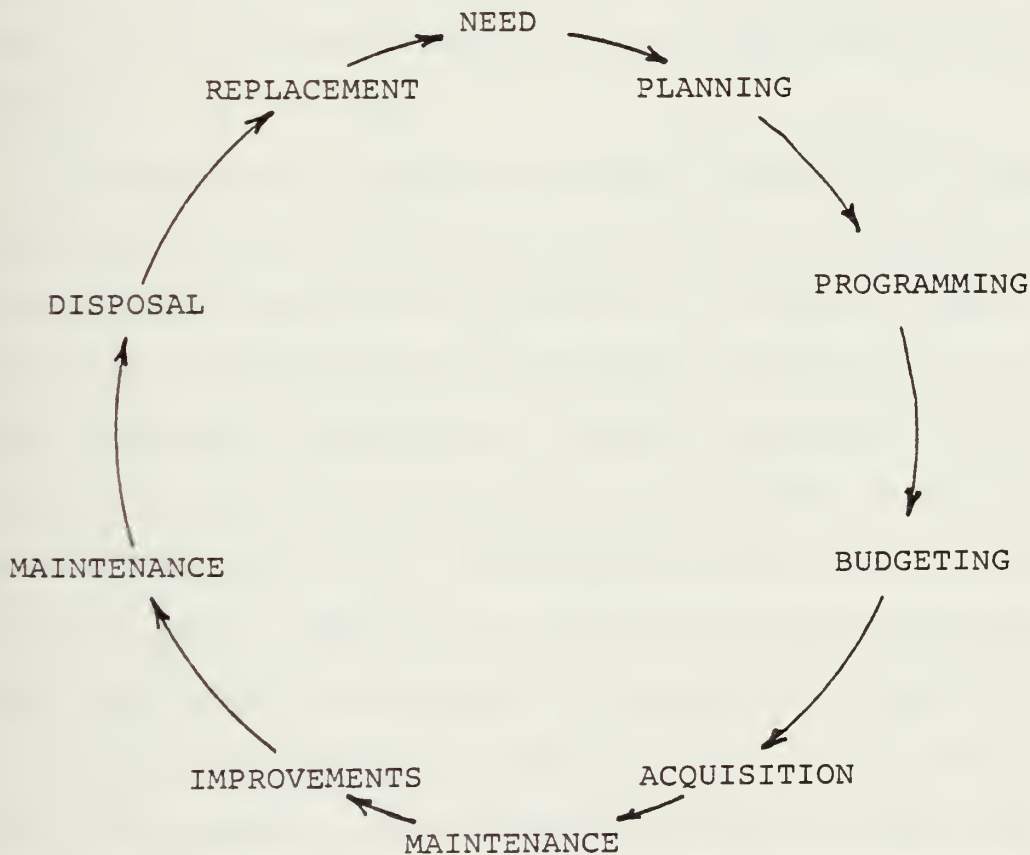 NEED
PLANNING
PROGRAMMING
BUDGETING
ACQUISITION
MAINTENANCE
IMPROVEMENTS
MAINTENANCE
DISPOSAL
REPLACEMENT